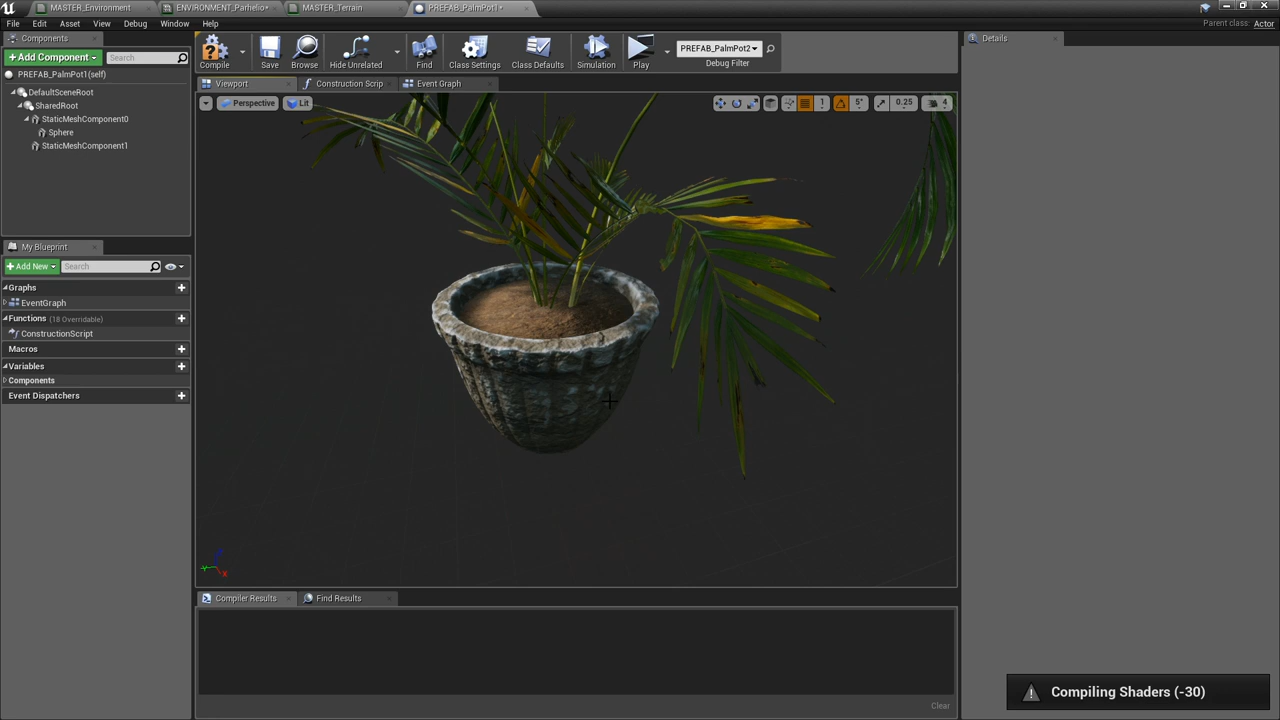 MASTER_Environment
ENVIRONMENT_Parhelio*
MASTER_Terrain
PREFAB_PalmPot1*
File Edit Asset View Debug Window Help
Parent class: Actor
Components
+ Add Component
Search
PREFAB_PalmPot1(self)
DefaultSceneRoot
SharedRoot
StaticMeshComponent0
Sphere
StaticMeshComponent1
My Blueprint
+ Add New
Search
Graphs
EventGraph
Functions (18 Overridable)
ConstructionScript
Macros
Variables
Components
Event Dispatchers
Compile
Save
Browse
Hide Unrelated
Find
Class Settings
Class Defaults
Simulation
Play
PREFAB_PalmPot2
Debug Filter
Viewport
Construction Scrip
Event Graph
Perspective
Lit
1
5°
0.25
4
X
Compiler Results
Find Results
Clear
Details
Compiling Shaders (-30)